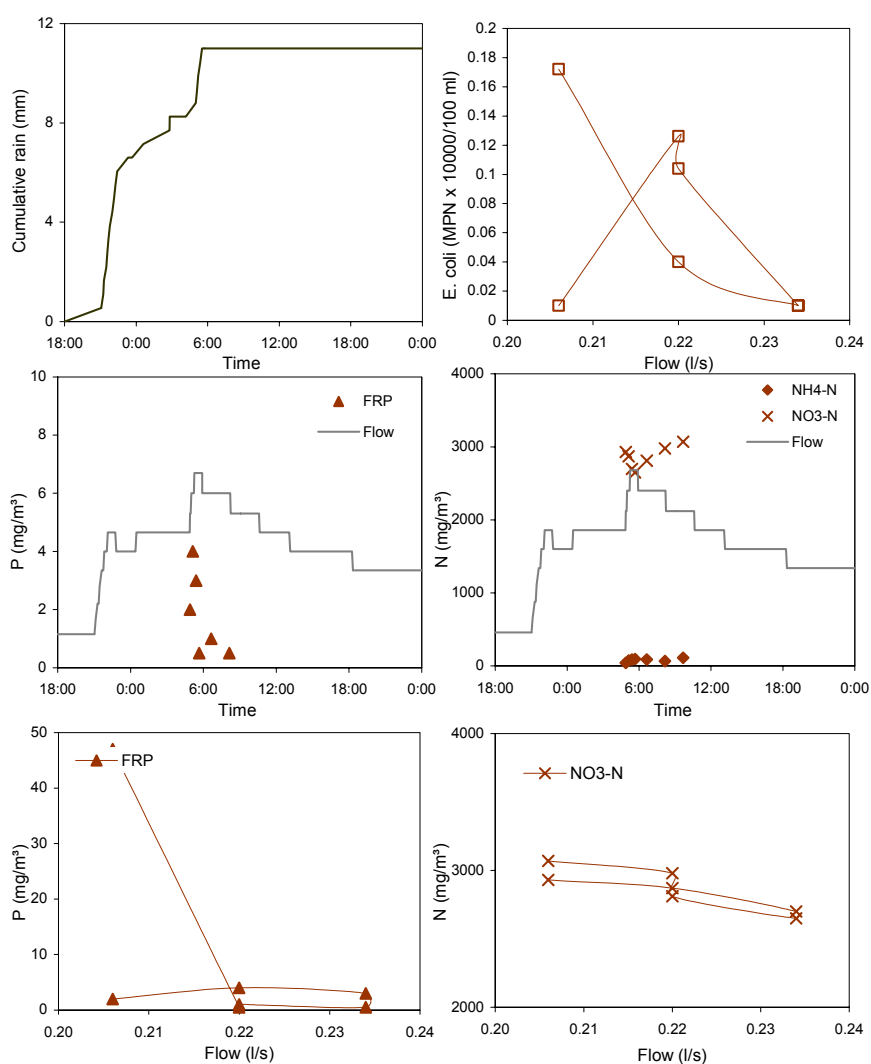 Cumulative rain (mm)
12
8
4
0
18:00 0:00 6:00 12:00 18:00 0:00
Time
E. coli (MPN x 10000/100 ml)
0.2
0.18
0.16
0.14
0.12
0.1
0.08
0.06
0.04
0.02
0
0.20 0.21 0.22 0.23 0.24
Flow (l/s)
P (mg/m³)
10
8
6
4
2
0
FRP
Flow
18:00 0:00 6:00 12:00 18:00 0:00
Time
N (mg/m³)
4000
3000
2000
1000
0
NH4-N
NO3-N
Flow
18:00 0:00 6:00 12:00 18:00 0:00
Time
P (mg/m³)
50
40
30
20
10
0
FRP
0.20 0.21 0.22 0.23 0.24
Flow (l/s)
N (mg/m³)
4000
3000
2000
NO3-N
0.20 0.21 0.22 0.23 0.24
Flow (l/s)